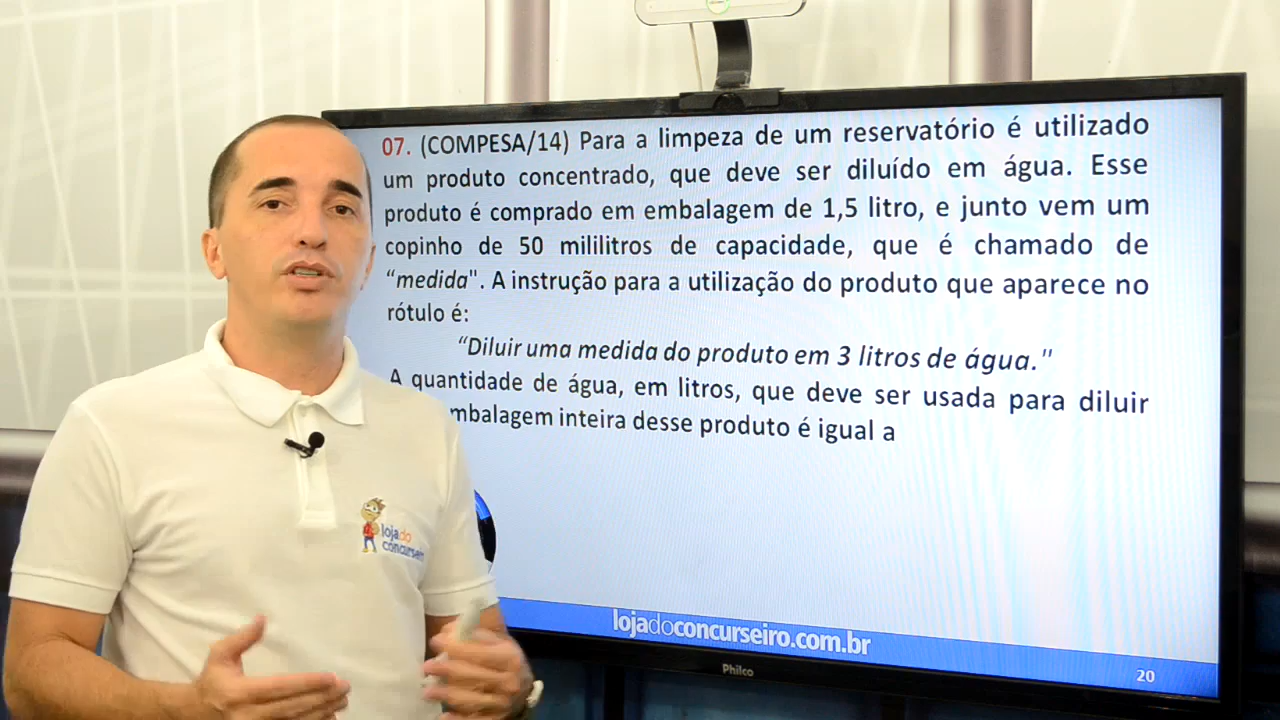 07. (COMPESA/14) Para a limpeza de um reservatório é utilizado
um produto concentrado, que deve ser diluído em água. Esse
produto é comprado em embalagem de 1,5 litro, e junto vem um
copinho de 50 mililitros de capacidade, que é chamado de
“medida". A instrução para a utilização do produto que aparece no
rótulo é:
“Diluir uma medida do produto em 3 litros de água."
A quantidade de água, em litros, que deve ser usada para diluir
mbalagem inteira desse produto é igual a
lojadoconcurseiro.com.br
20
Philco
loja do